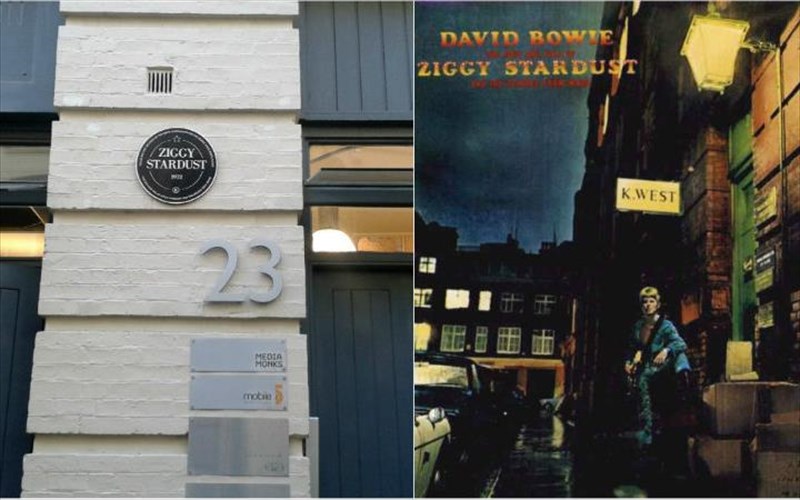 ZIGGY
STARDUST
1972
23
MEDIA
MONKS
mobile 5
DAVID BOWIE
ZIGGY STARDUST
K. WEST